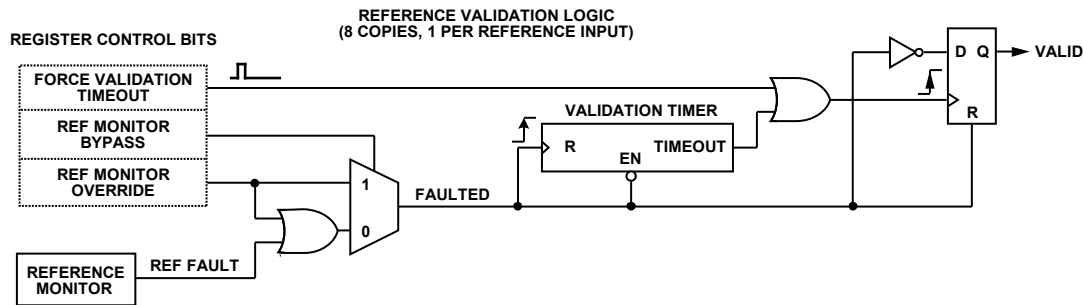 REFERENCE VALIDATION LOGIC
(8 COPIES, 1 PER REFERENCE INPUT)
REGISTER CONTROL BITS
FORCE VALIDATION
TIMEOUT
REF MONITOR
BYPASS
REF MONITOR
OVERRIDE
REFERENCE
MONITOR
REF FAULT
1
0
FAULTED
VALIDATION TIMER
R
TIMEOUT
EN
D Q
R
VALID